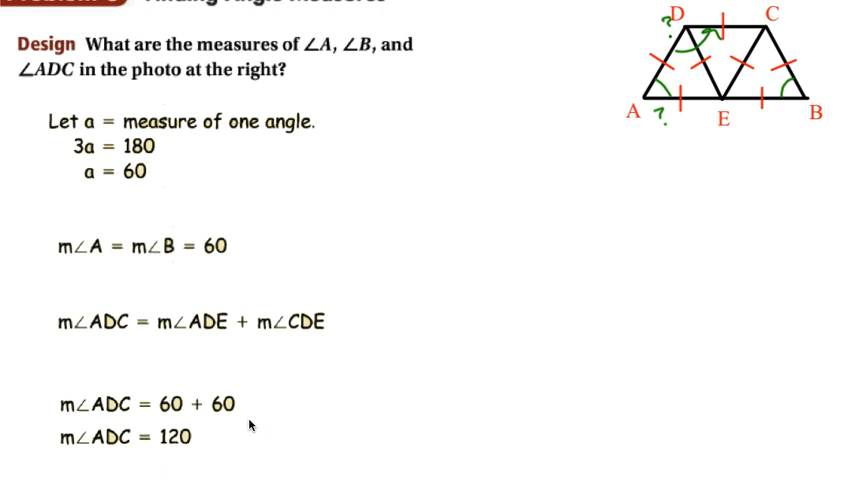 Design What are the measures of ∠A, ∠B, and
∠ADC in the photo at the right?
Let a = measure of one angle.
3a = 180
a = 60
m∠A = m∠B = 60
m∠ADC = m∠ADE + m∠CDE
m∠ADC = 60 + 60
m∠ADC = 120
? D C
A ? E B